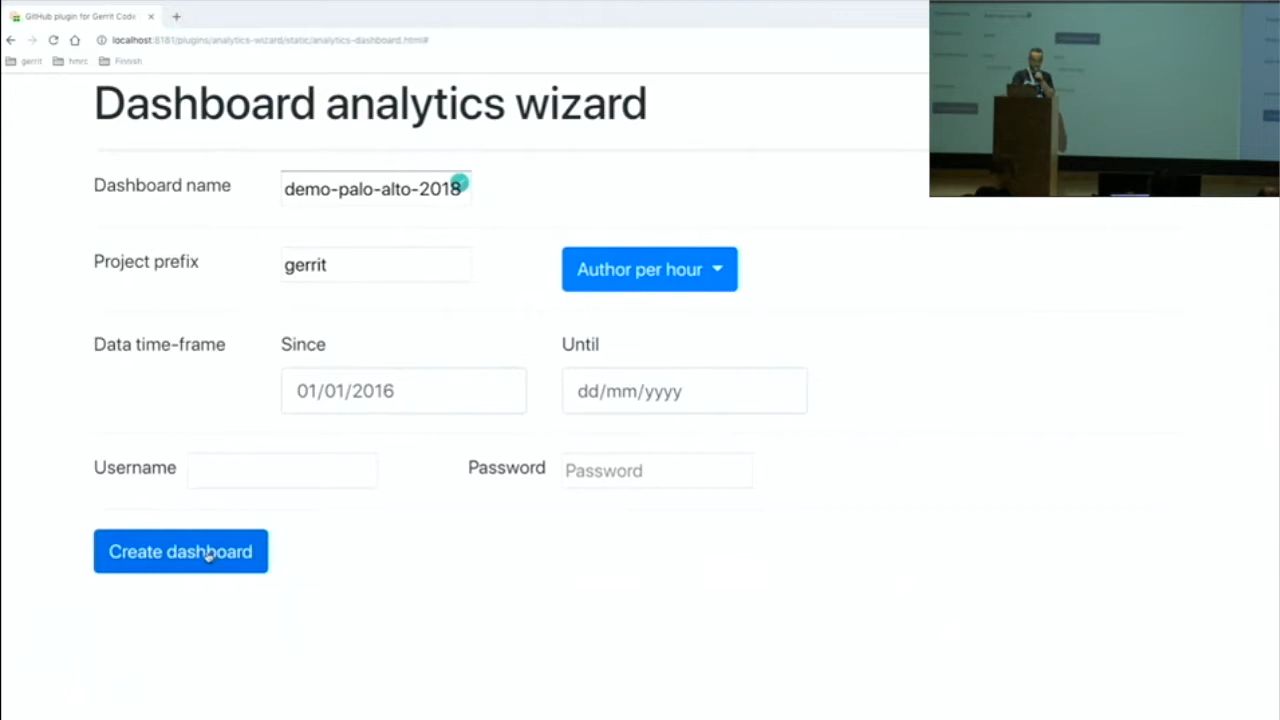 GitHub plugin for Gerrit Code
localhost:8181/plugins/analytics-wizard/static/analytics-dashboard.html#
gerrit hmrc Finnish
Dashboard analytics wizard
Dashboard name demo-palo-alto-2018
Project prefix gerrit Author per hour
Data time-frame Since Until
01/01/2016 dd/mm/yyyy
Username Password Password
Create dashboard